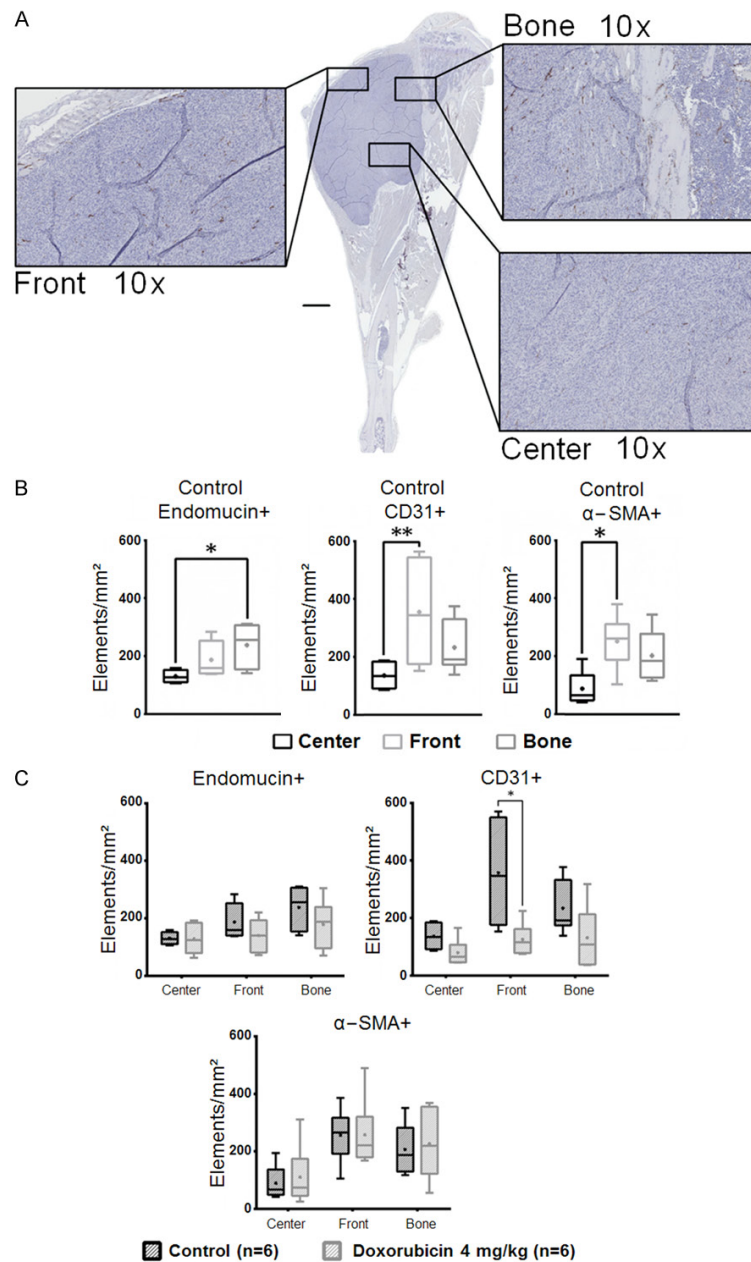 A
Bone 10x
Front 10x
Center 10x
B
Control
Endomucin+
Control
CD31+
Control
α-SMA+
Elements/mm²
600
400
200
0
*
Elements/mm²
600
400
200
0
**
Elements/mm²
600
400
200
0
*
Center Front Bone
C
Endomucin+
Elements/mm²
600
400
200
0
Center Front Bone
CD31+
Elements/mm²
600
400
200
0
*
Center Front Bone
α-SMA+
Elements/mm²
600
400
200
0
Center Front Bone
Control (n=6) Doxorubicin 4 mg/kg (n=6)